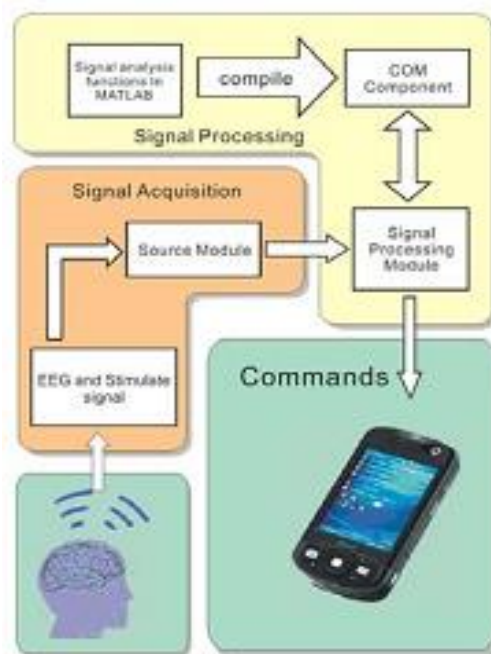 Signal analysis
functions in
MATLAB
compile
COM
Component
Signal Processing
Signal Acquisition
Source Module
Signal
Processing
Module
EEG and Stimulate
signal
Commands